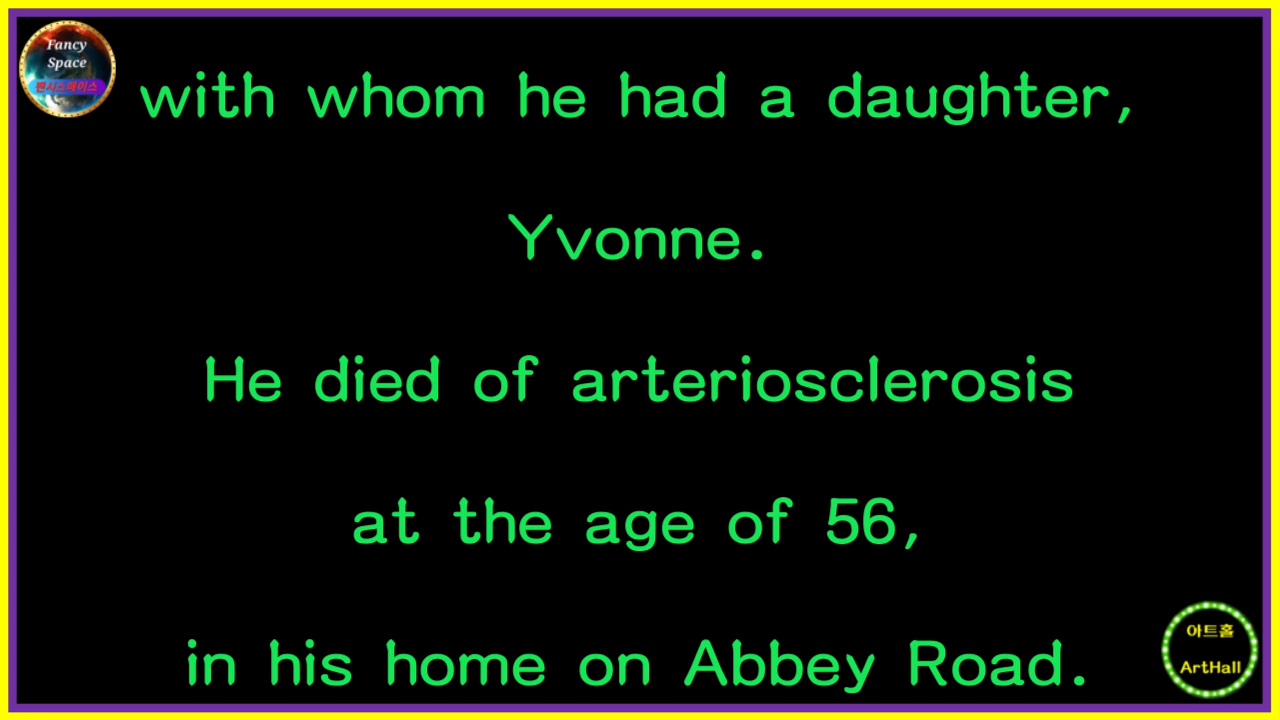 Fancy
Space
팬시스페이스
with whom he had a daughter,
Yvonne.
He died of arteriosclerosis
at the age of 56,
in his home on Abbey Road.
아트홀
ArtHall